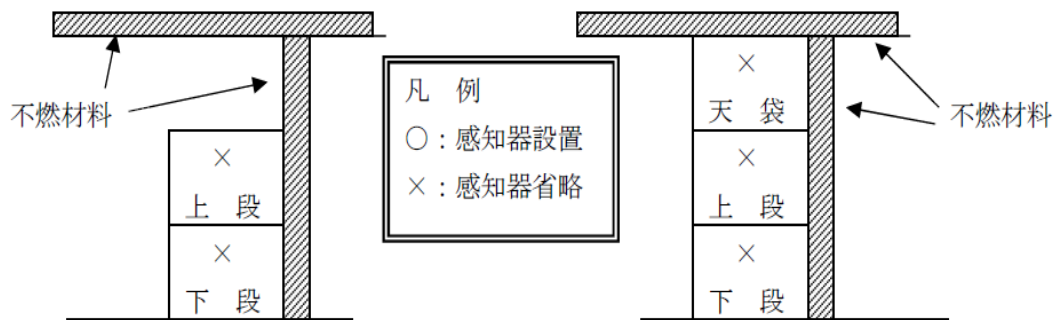 不燃材料
×
上 段
×
下 段
凡 例
○:感知器設置
×:感知器省略
×
天 袋
×
上 段
×
下 段
不燃材料